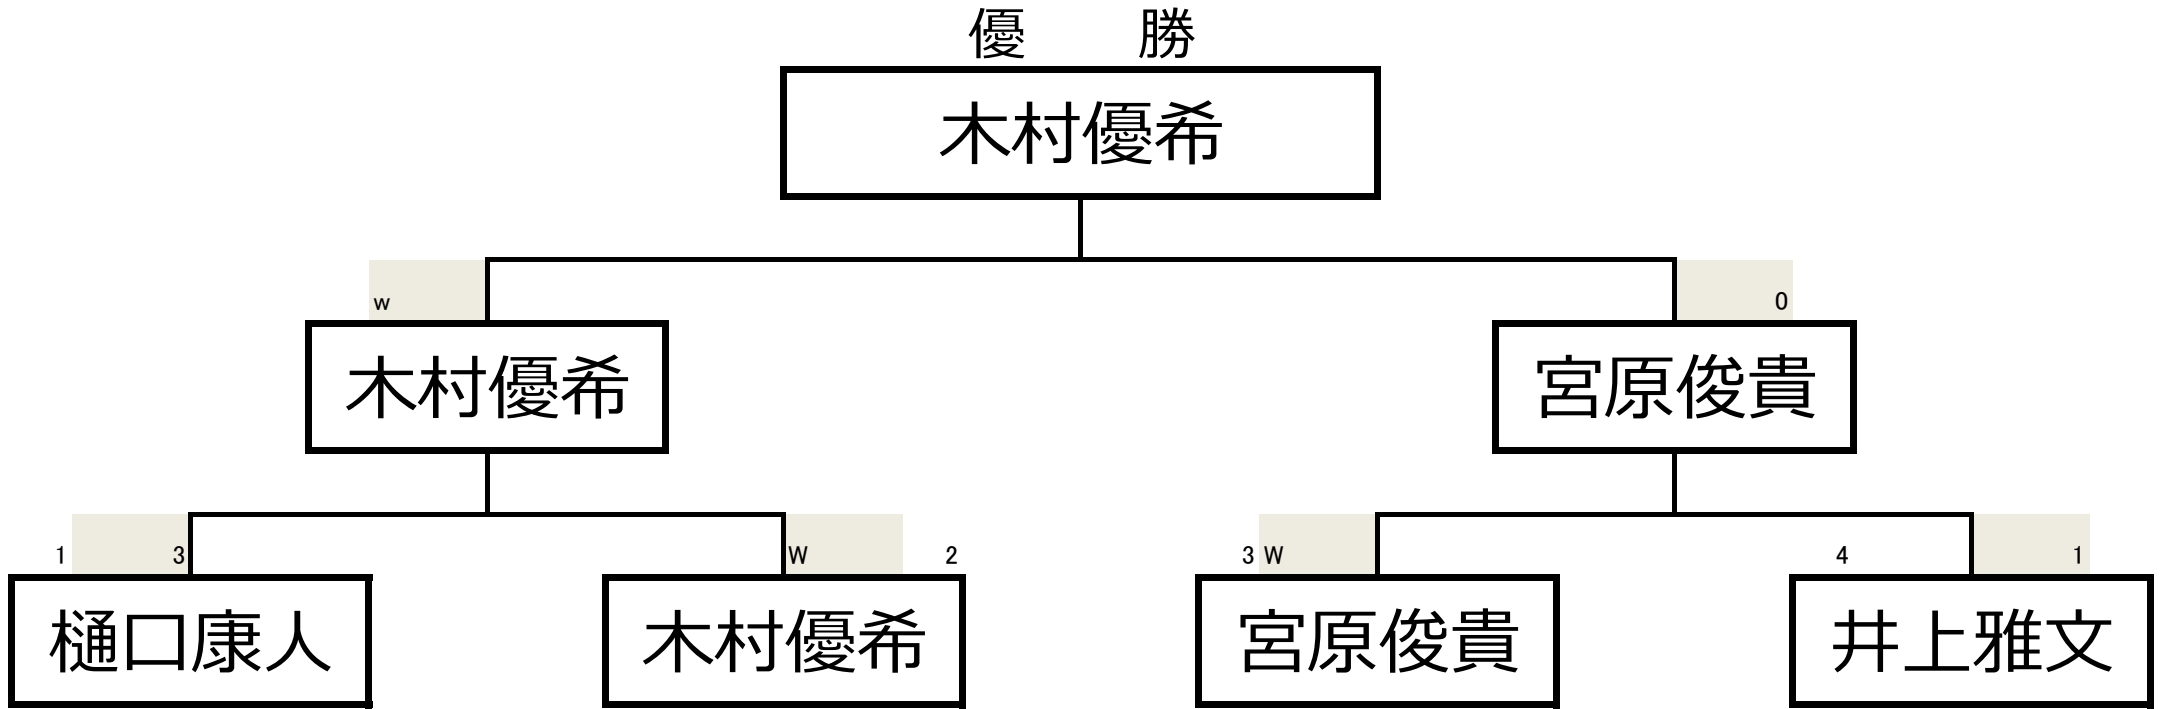 優　勝
木村優希
w 0
木村優希 宮原俊貴
1 3 W 2 3 W 4 1
樋口康人 木村優希 宮原俊貴 井上雅文